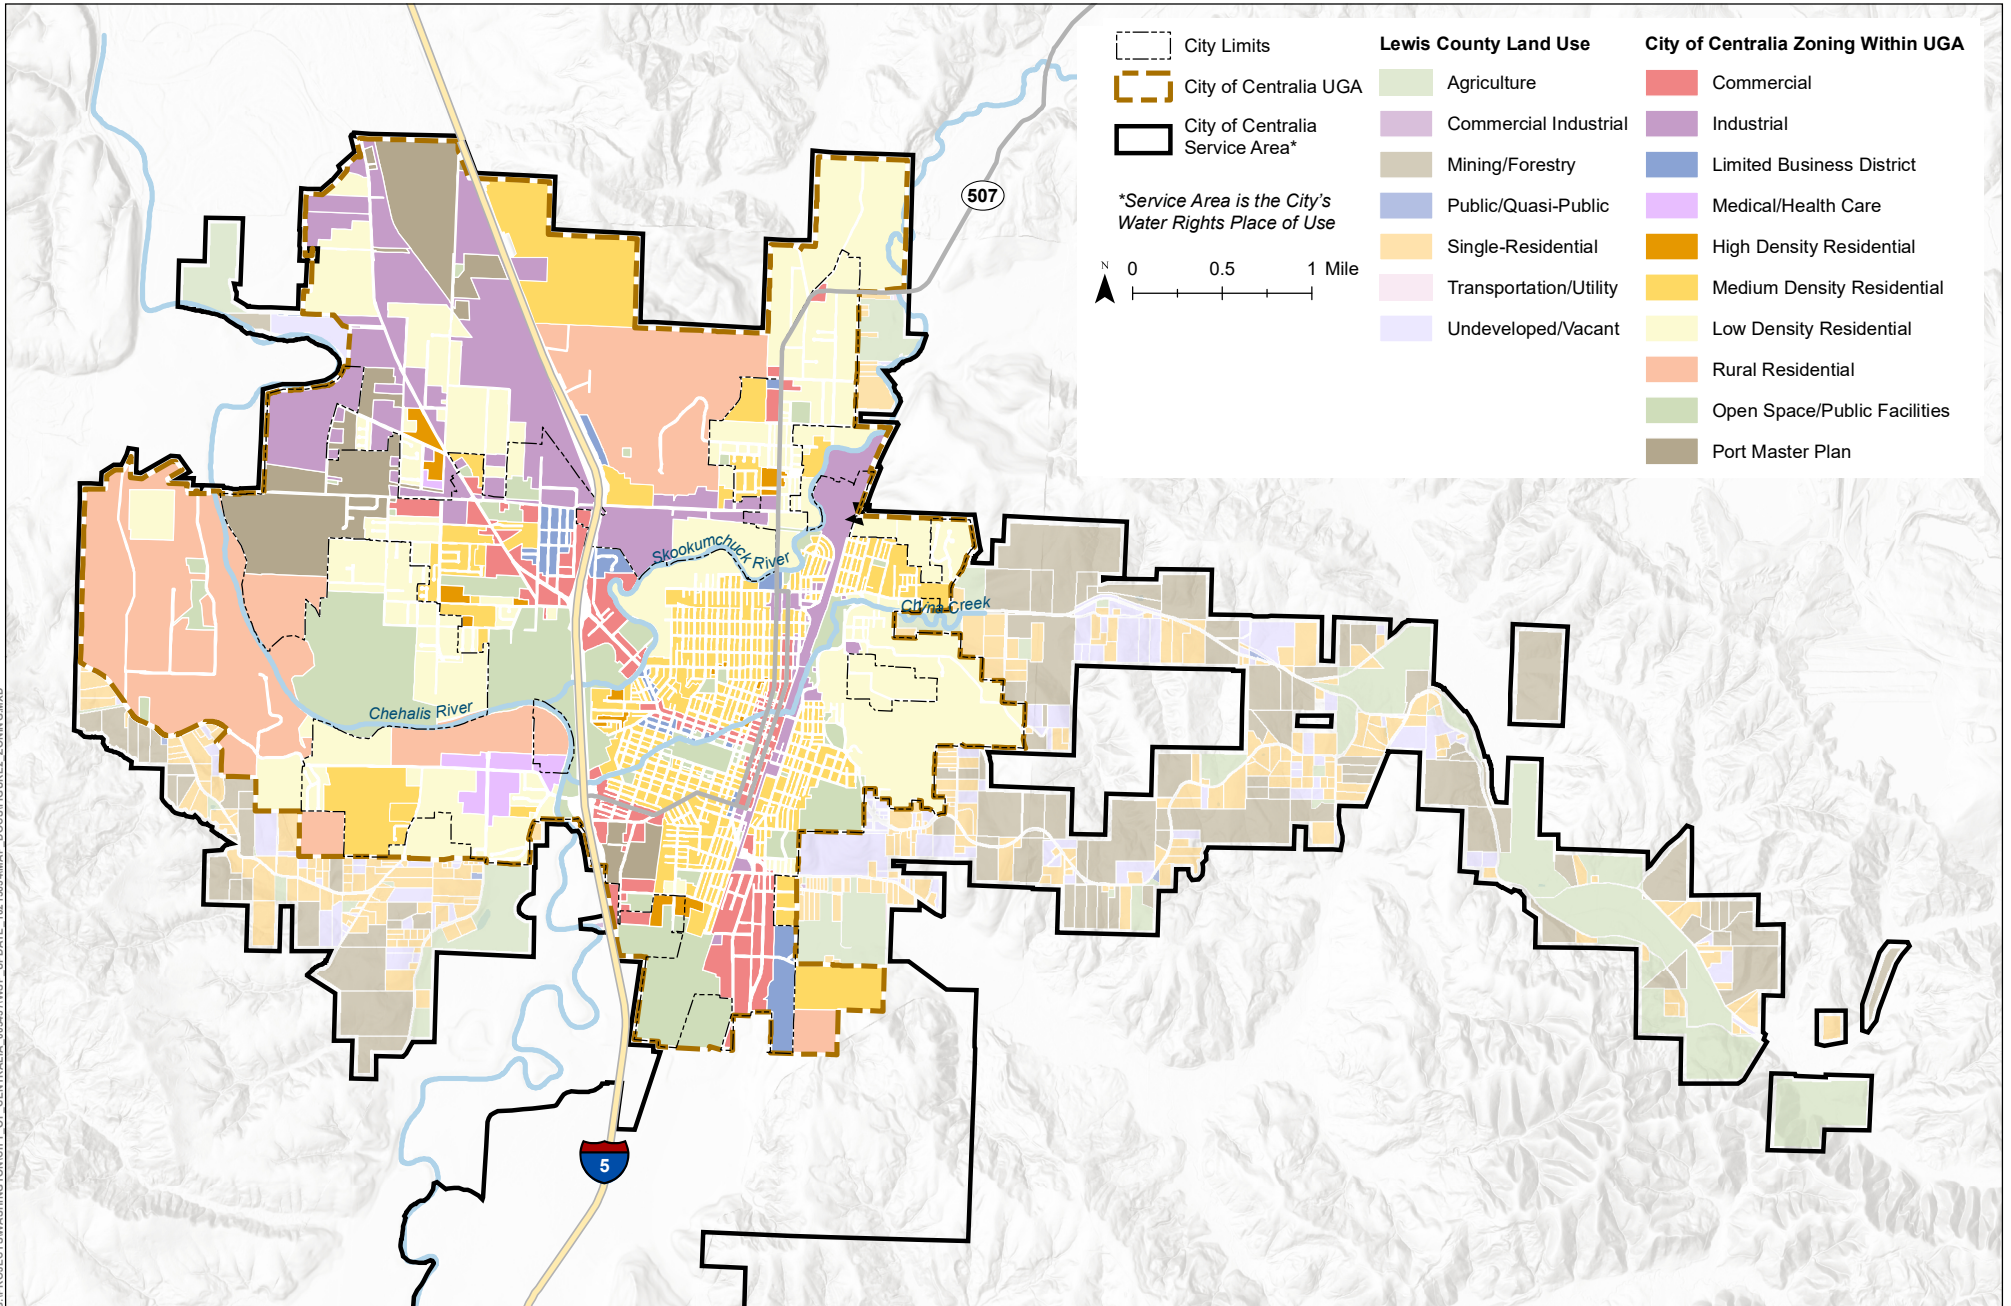 City Limits
City of Centralia UGA
City of Centralia
Service Area*
*Service Area is the City's
Water Rights Place of Use
N
0 0.5 1 Mile
Lewis County Land Use
Agriculture
Commercial Industrial
Mining/Forestry
Public/Quasi-Public
Single-Residential
Transportation/Utility
Undeveloped/Vacant
City of Centralia Zoning Within UGA
Commercial
Industrial
Limited Business District
Medical/Health Care
High Density Residential
Medium Density Residential
Low Density Residential
Rural Residential
Open Space/Public Facilities
Port Master Plan
507
Skookumchuck River
China Creek
Chehalis River
5